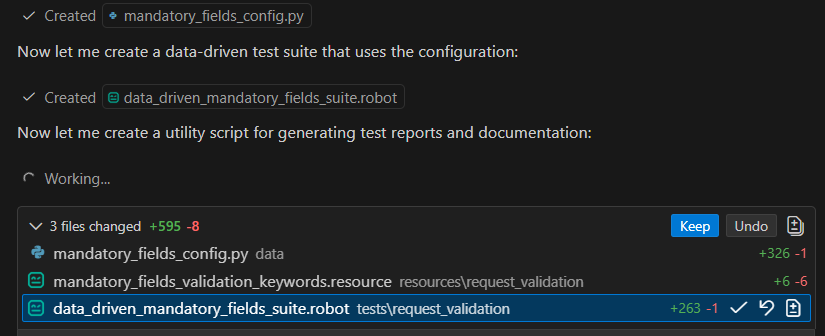 Created mandatory_fields_config.py
Now let me create a data-driven test suite that uses the configuration:
Created data_driven_mandatory_fields_suite.robot
Now let me create a utility script for generating test reports and documentation:
Working...
3 files changed +595 -8 Keep Undo
mandatory_fields_config.py data +326 -1
mandatory_fields_validation_keywords.resource resources\request_validation +6 -6
data_driven_mandatory_fields_suite.robot tests\request_validation +263 -1